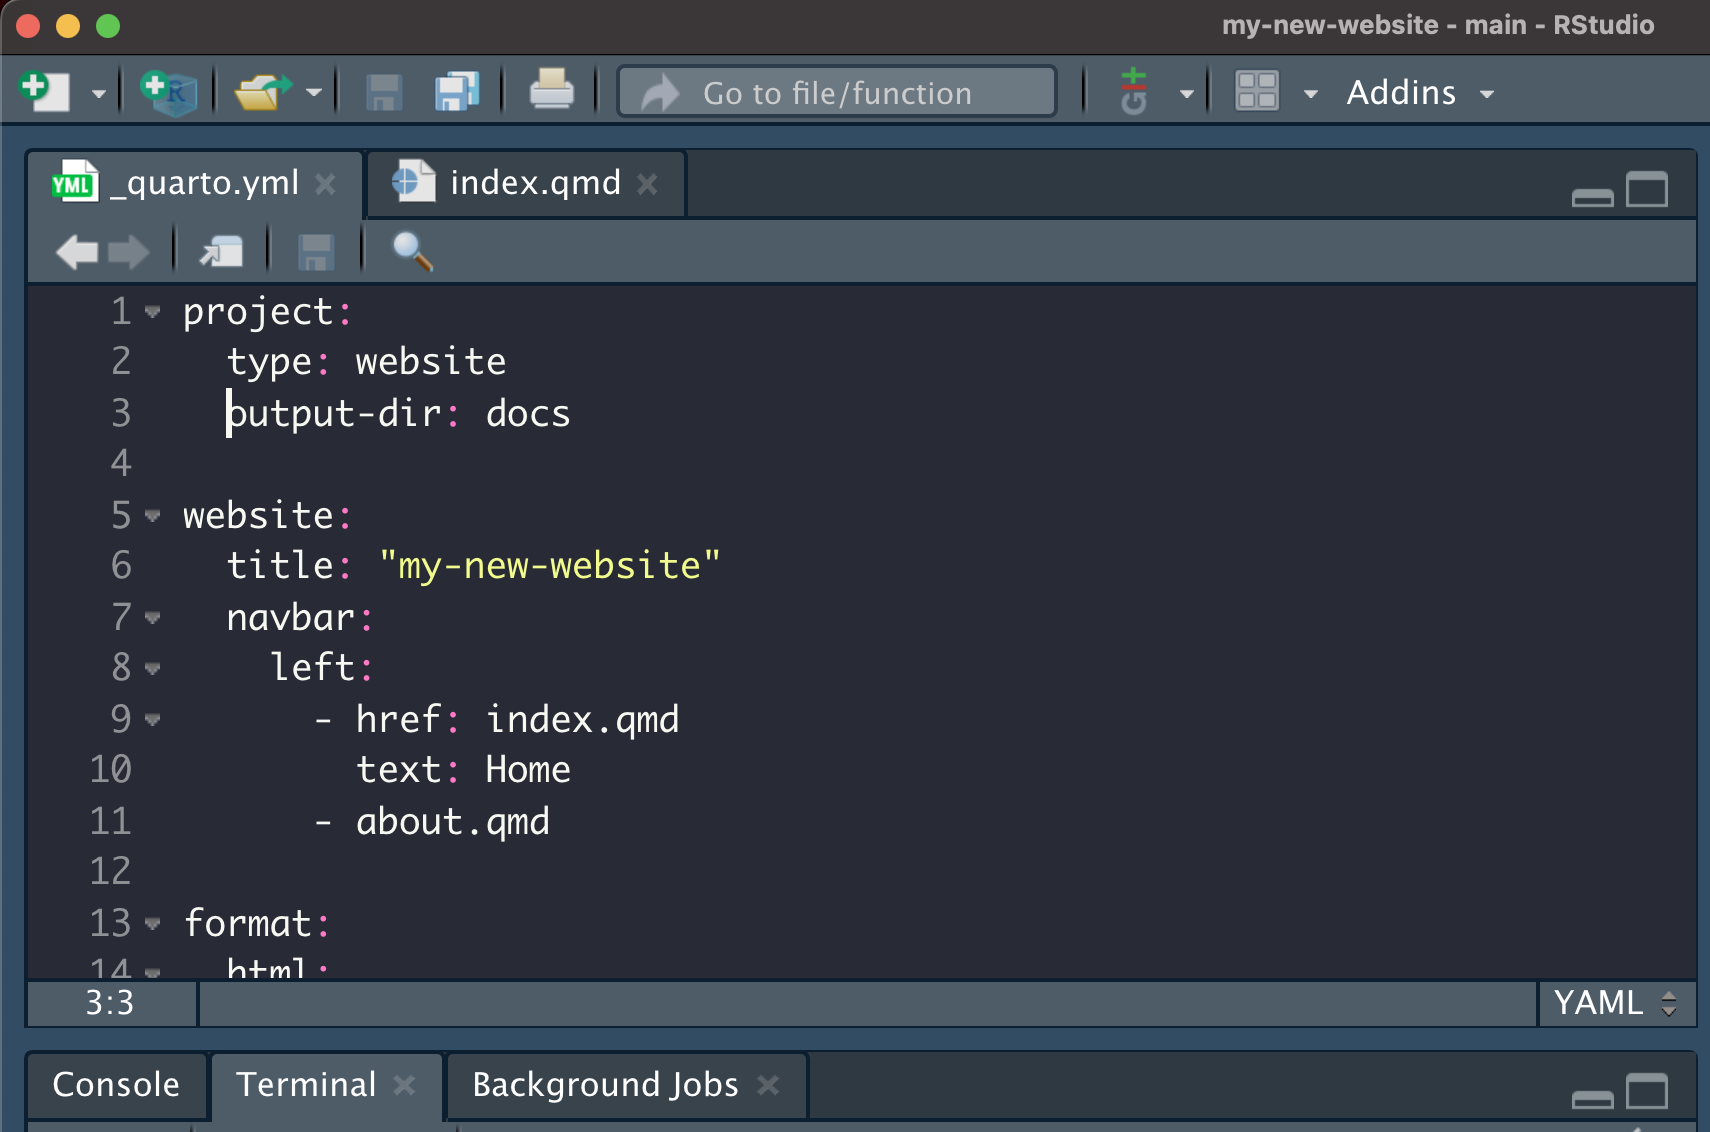 my-new-website - main - RStudio
Go to file/function
Addins
_quarto.yml
index.qmd
1 project:
2   type: website
3   output-dir: docs
4
5 website:
6   title: "my-new-website"
7   navbar:
8     left:
9       - href: index.qmd
10         text: Home
11       - about.qmd
12
13 format:
14   html:
3:3
YAML
Console
Terminal
Background Jobs